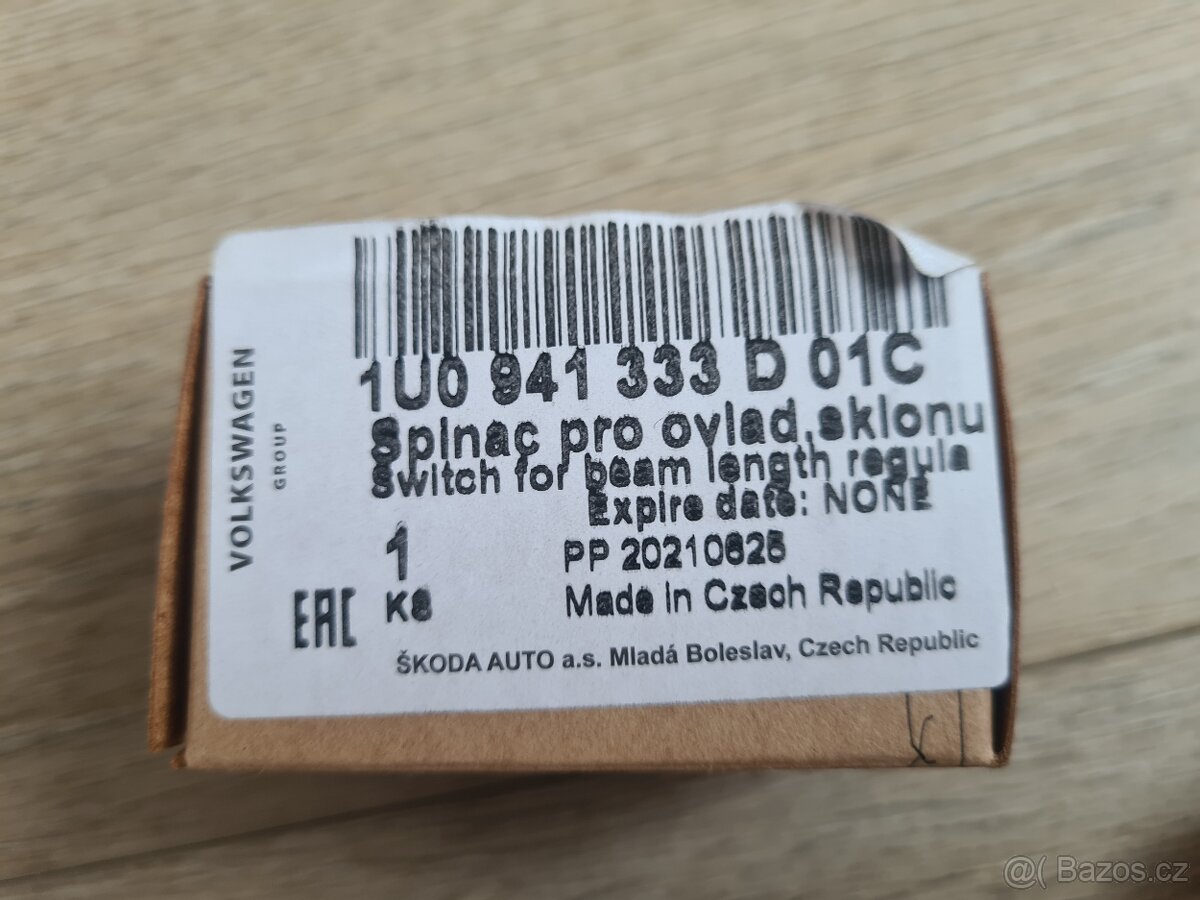 VOLKSWAGEN
GROUP
1U0 941 333 D 01C
Spinac pro ovlad.sklonu
Switch for beam length regula
Expire date: NONE
1
PP 20210625
EAC
Ks
Made in Czech Republic
ŠKODA AUTO a.s. Mladá Boleslav, Czech Republic
@( Bazos.cz